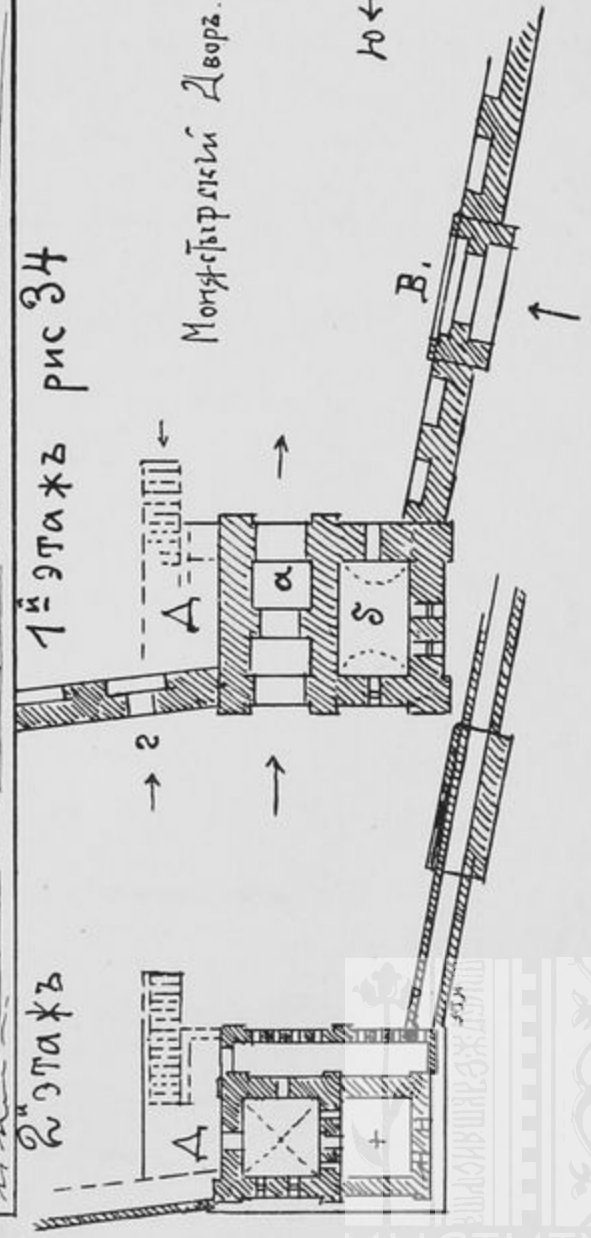 2й этажъ
1й этажъ рис 34
Монастырскій Дворъ.
Д
Д
г
а
б
В.
Ю